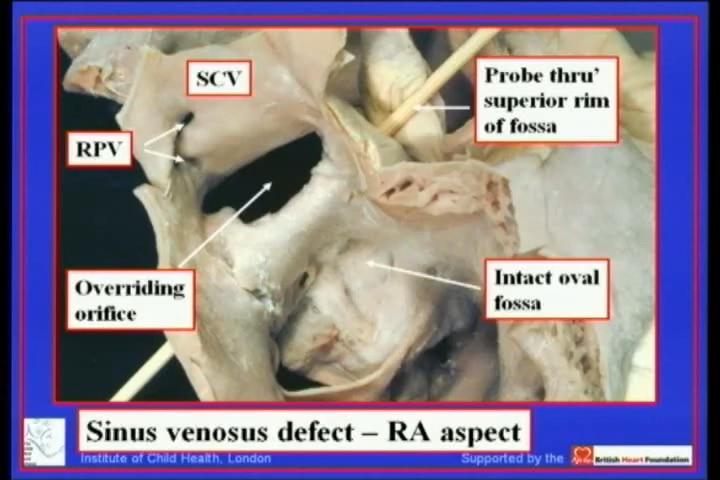 SCV
Probe thru'
superior rim
of fossa
RPV
Overriding
orifice
Intact oval
fossa
Sinus venosus defect – RA aspect
Institute of Child Health, London
Supported by the
British Heart Foundation